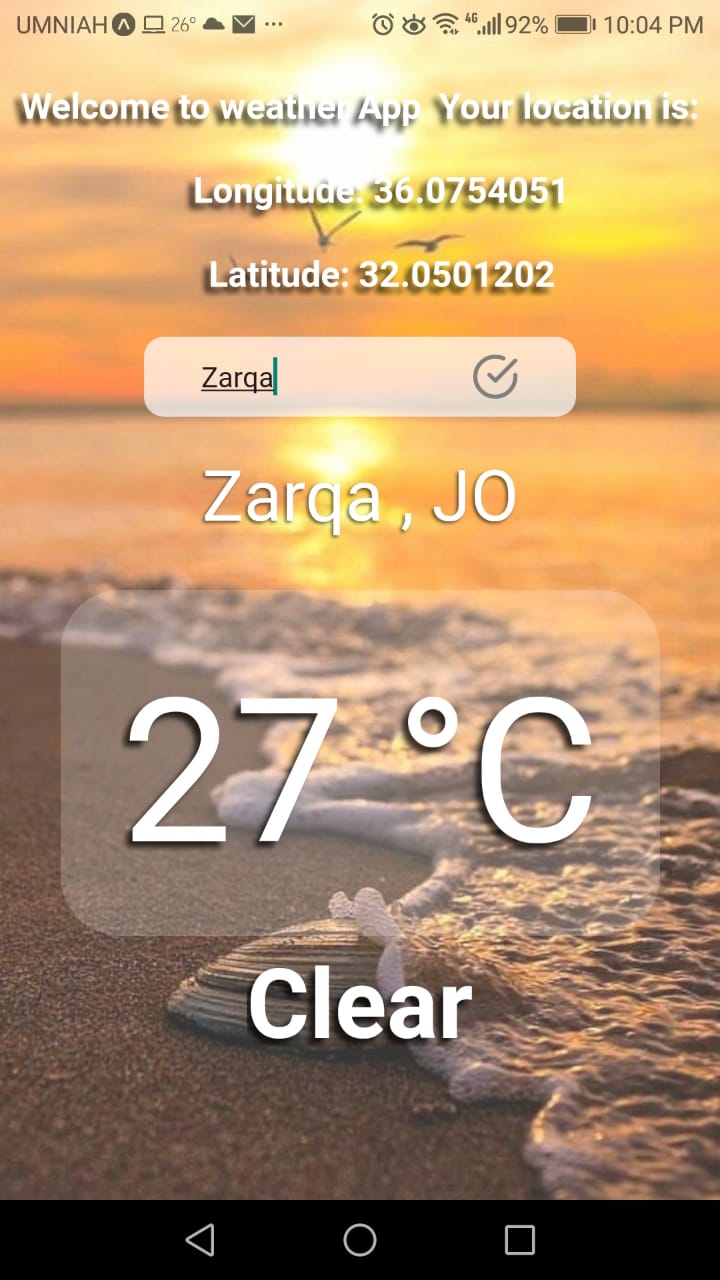 UMNIAH 26° 4G 92% 10:04 PM
Welcome to weather App Your location is:
Longitude: 36.0754051
Latitude: 32.0501202
Zarqa
Zarqa , JO
27 °C
Clear